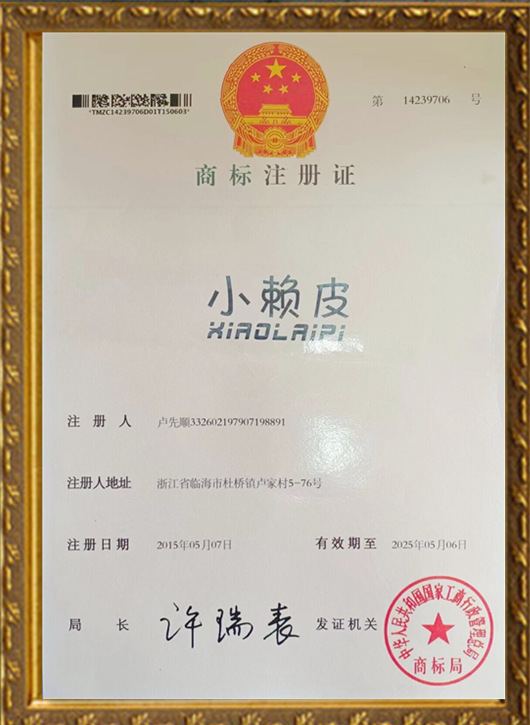 *TMZC14239706D01T150603*
第 14239706 号
商标注册证
小赖皮
XIAOLAIPI
注册人 卢先顺332602197907198891
注册人地址 浙江省临海市杜桥镇卢家村5-76号
注册日期 2015年05月07日 有效期至 2025年05月06日
局长 许瑞表 发证机关
中华人民共和国国家工商行政管理总局
商标局